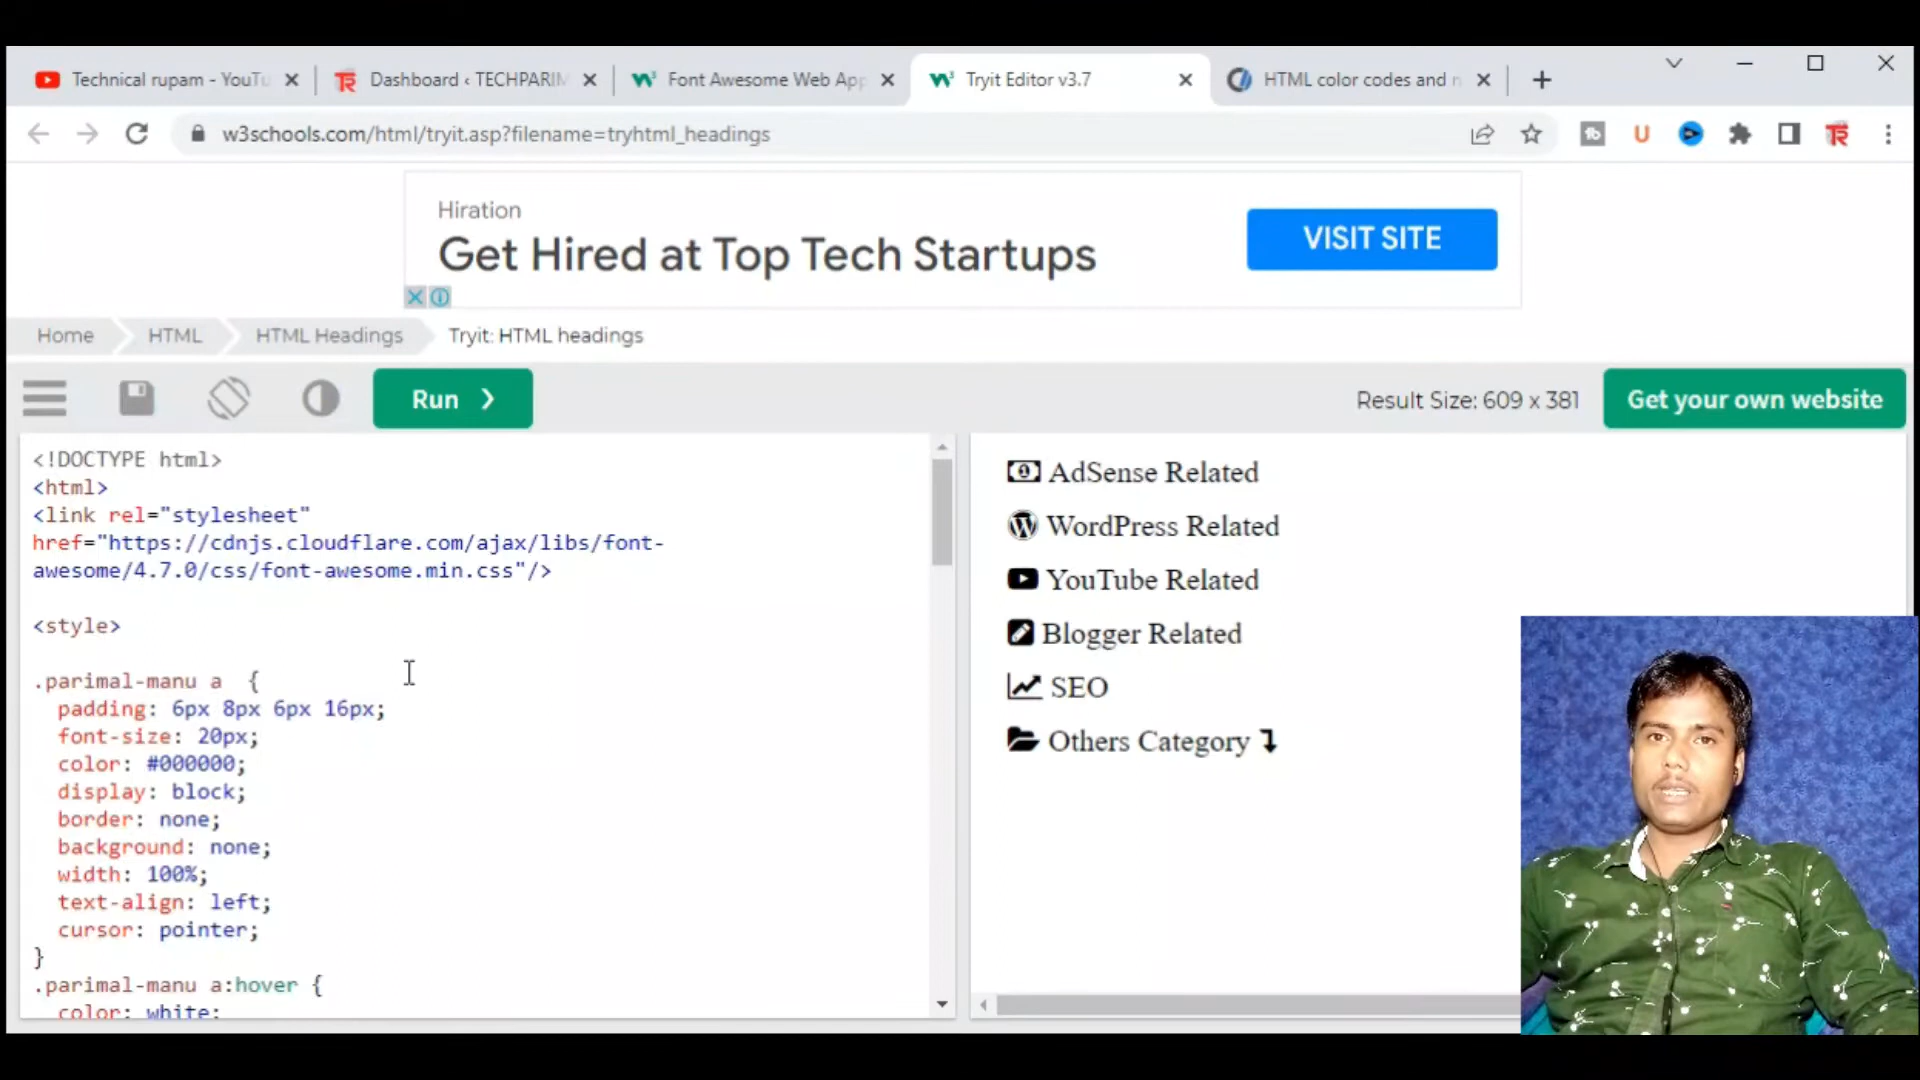 Technical rupam - YouTu
Dashboard ‹ TECHPARIM
Font Awesome Web App
Tryit Editor v3.7
HTML color codes and n
w3schools.com/html/tryit.asp?filename=tryhtml_headings
Hiration
Get Hired at Top Tech Startups
VISIT SITE
Home
HTML
HTML Headings
Tryit: HTML headings
Run ❯
Result Size: 609 x 381
Get your own website
<!DOCTYPE html>
<html>
<link rel="stylesheet"
href="https://cdnjs.cloudflare.com/ajax/libs/font-
awesome/4.7.0/css/font-awesome.min.css"/>
<style>
.parimal-manu a  {
padding: 6px 8px 6px 16px;
font-size: 20px;
color: #000000;
display: block;
border: none;
background: none;
width: 100%;
text-align: left;
cursor: pointer;
}
.parimal-manu a:hover {
color: white;
AdSense Related
WordPress Related
YouTube Related
Blogger Related
SEO
Others Category